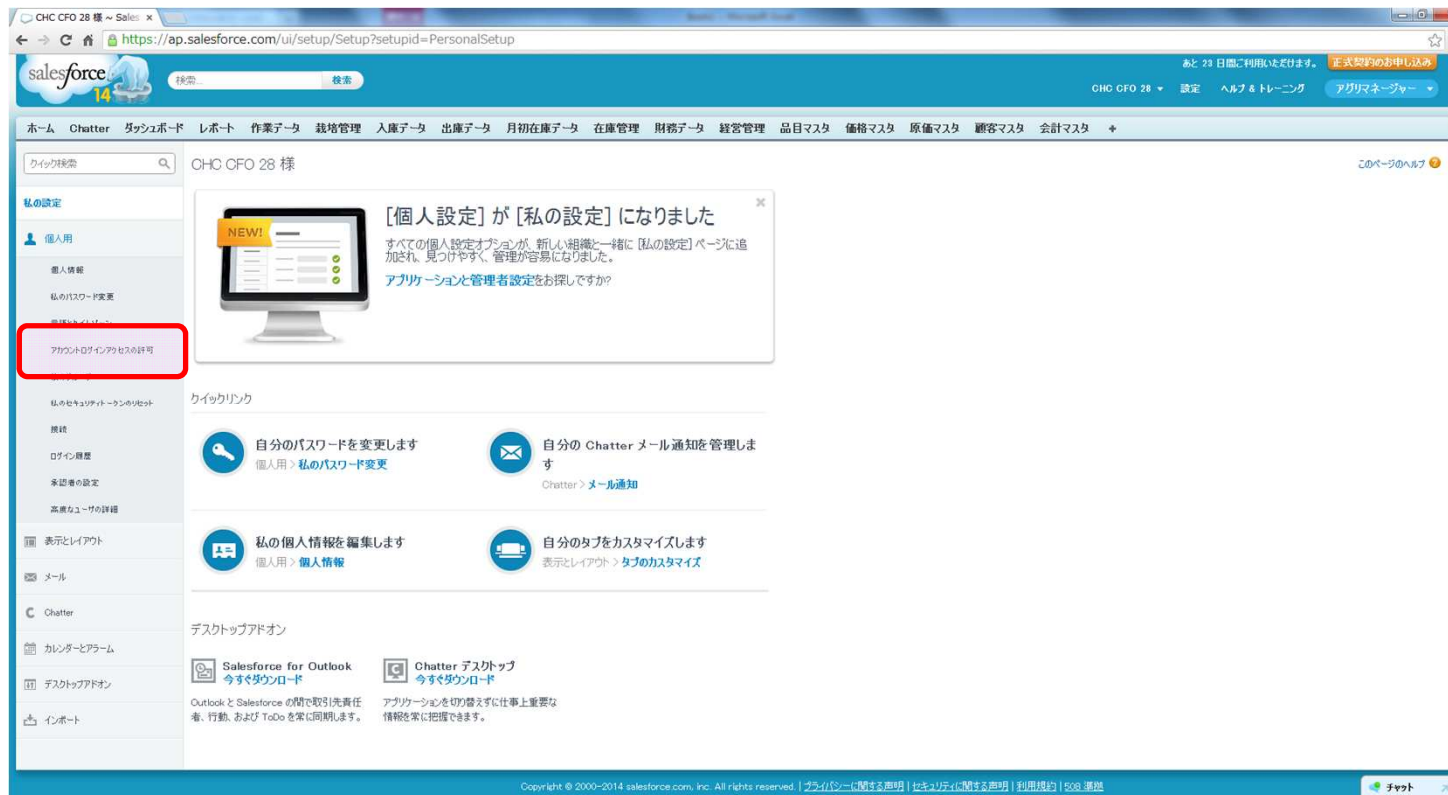 CHC CFO 28 様 ~ Sales
https://ap.salesforce.com/ui/setup/Setup?setupid=PersonalSetup
salesforce
14
検索...
検索
あと 23 日間ご利用いただけます。
正式契約のお申し込み
CHC CFO 28
設定
ヘルプ & トレーニング
アグリマネージャー
ホーム Chatter ダッシュボード レポート 作業データ 栽培管理 入庫データ 出庫データ 月初在庫データ 在庫管理 財務データ 経営管理 品目マスタ 価格マスタ 原価マスタ 顧客マスタ 会計マスタ +
クイック検索
CHC CFO 28 様
このページのヘルプ
私の設定
個人用
個人情報
私のパスワード変更
アカウントログインアクセスの許可
私のセキュリティトークンのリセット
接続
ログイン履歴
承認者の設定
高度なユーザの詳細
表示とレイアウト
メール
Chatter
カレンダーとアラーム
デスクトップアドオン
インポート
NEW!
[個人設定] が [私の設定] になりました
すべての個人設定オプションが、新しい組織と一緒に [私の設定] ページに追
加され、見つけやすく、管理が容易になりました。
アプリケーションと管理者設定をお探しですか?
クイックリンク
自分のパスワードを変更します
個人用 > 私のパスワード変更
自分の Chatter メール通知を管理しま
す
Chatter > メール通知
私の個人情報を編集します
個人用 > 個人情報
自分のタブをカスタマイズします
表示とレイアウト > タブのカスタマイズ
デスクトップアドオン
Salesforce for Outlook
今すぐダウンロード
Outlook と Salesforce の間で取引先責任
者、行動、および ToDo を常に同期します。
Chatter デスクトップ
今すぐダウンロード
アプリケーションを切り替えずに仕事上重要な
情報を常に把握できます。
Copyright © 2000-2014 salesforce.com, inc. All rights reserved. | プライバシーに関する声明 | セキュリティに関する声明 | 利用規約 | 508 準拠
チャット